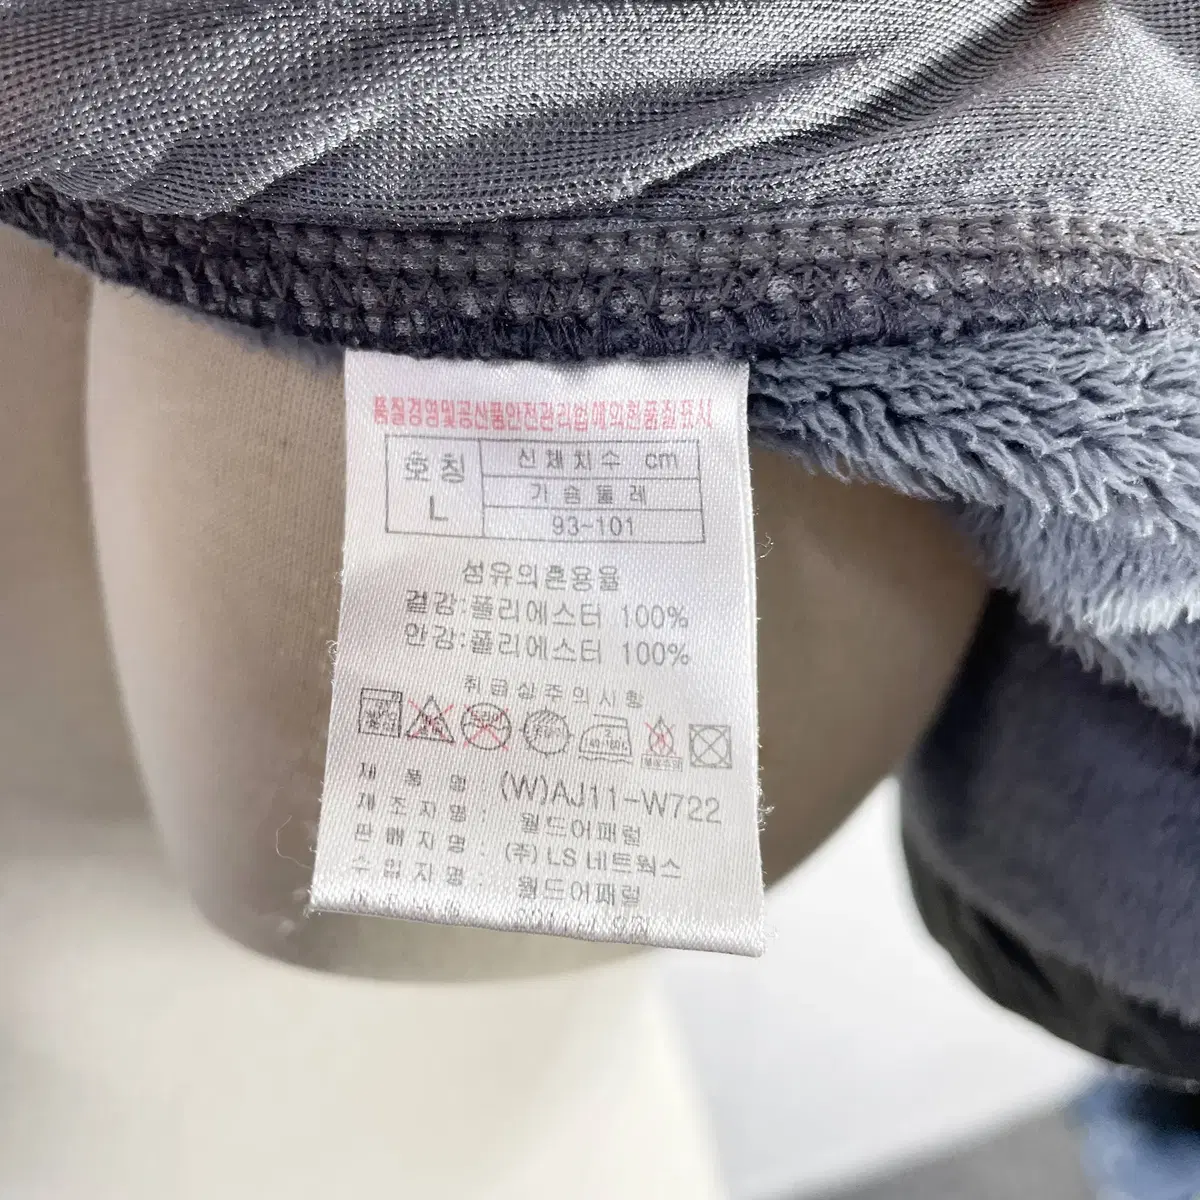 품질경영및공산품안전관리법에의한품질표시
호칭 신체치수 cm
가슴둘레
L 93-101
섬유의혼용율
겉감:폴리에스터 100%
안감:폴리에스터 100%
취급상주의시항
제 품 명 : (W)AJ11-W722
제조자명 : 월드어패럴
판매자명 : (주)LS네트웍스
수입자명 : 월드어패럴